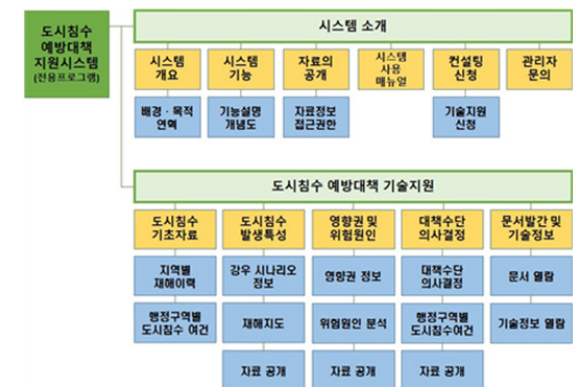 도시침수
예방대책
지원시스템
(전용프로그램)
시스템 소개
시스템
개요
시스템
기능
자료의
공개
시스템
사용
매뉴얼
컨설팅
신청
관리자
문의
배경·목적
연혁
기능설명
개념도
자료정보
접근권한
기술지원
신청
도시침수 예방대책 기술지원
도시침수
기초자료
도시침수
발생특성
영향권 및
위험원인
대책수단
의사결정
문서발간 및
기술정보
지역별
재해이력
강우 시나리오
정보
영향권 정보
대책수단
의사결정
문서 열람
행정구역별
도시침수 여건
재해지도
위험원인 분석
행정구역별
도시침수여건
기술정보 열람
자료 공개
자료 공개
자료 공개